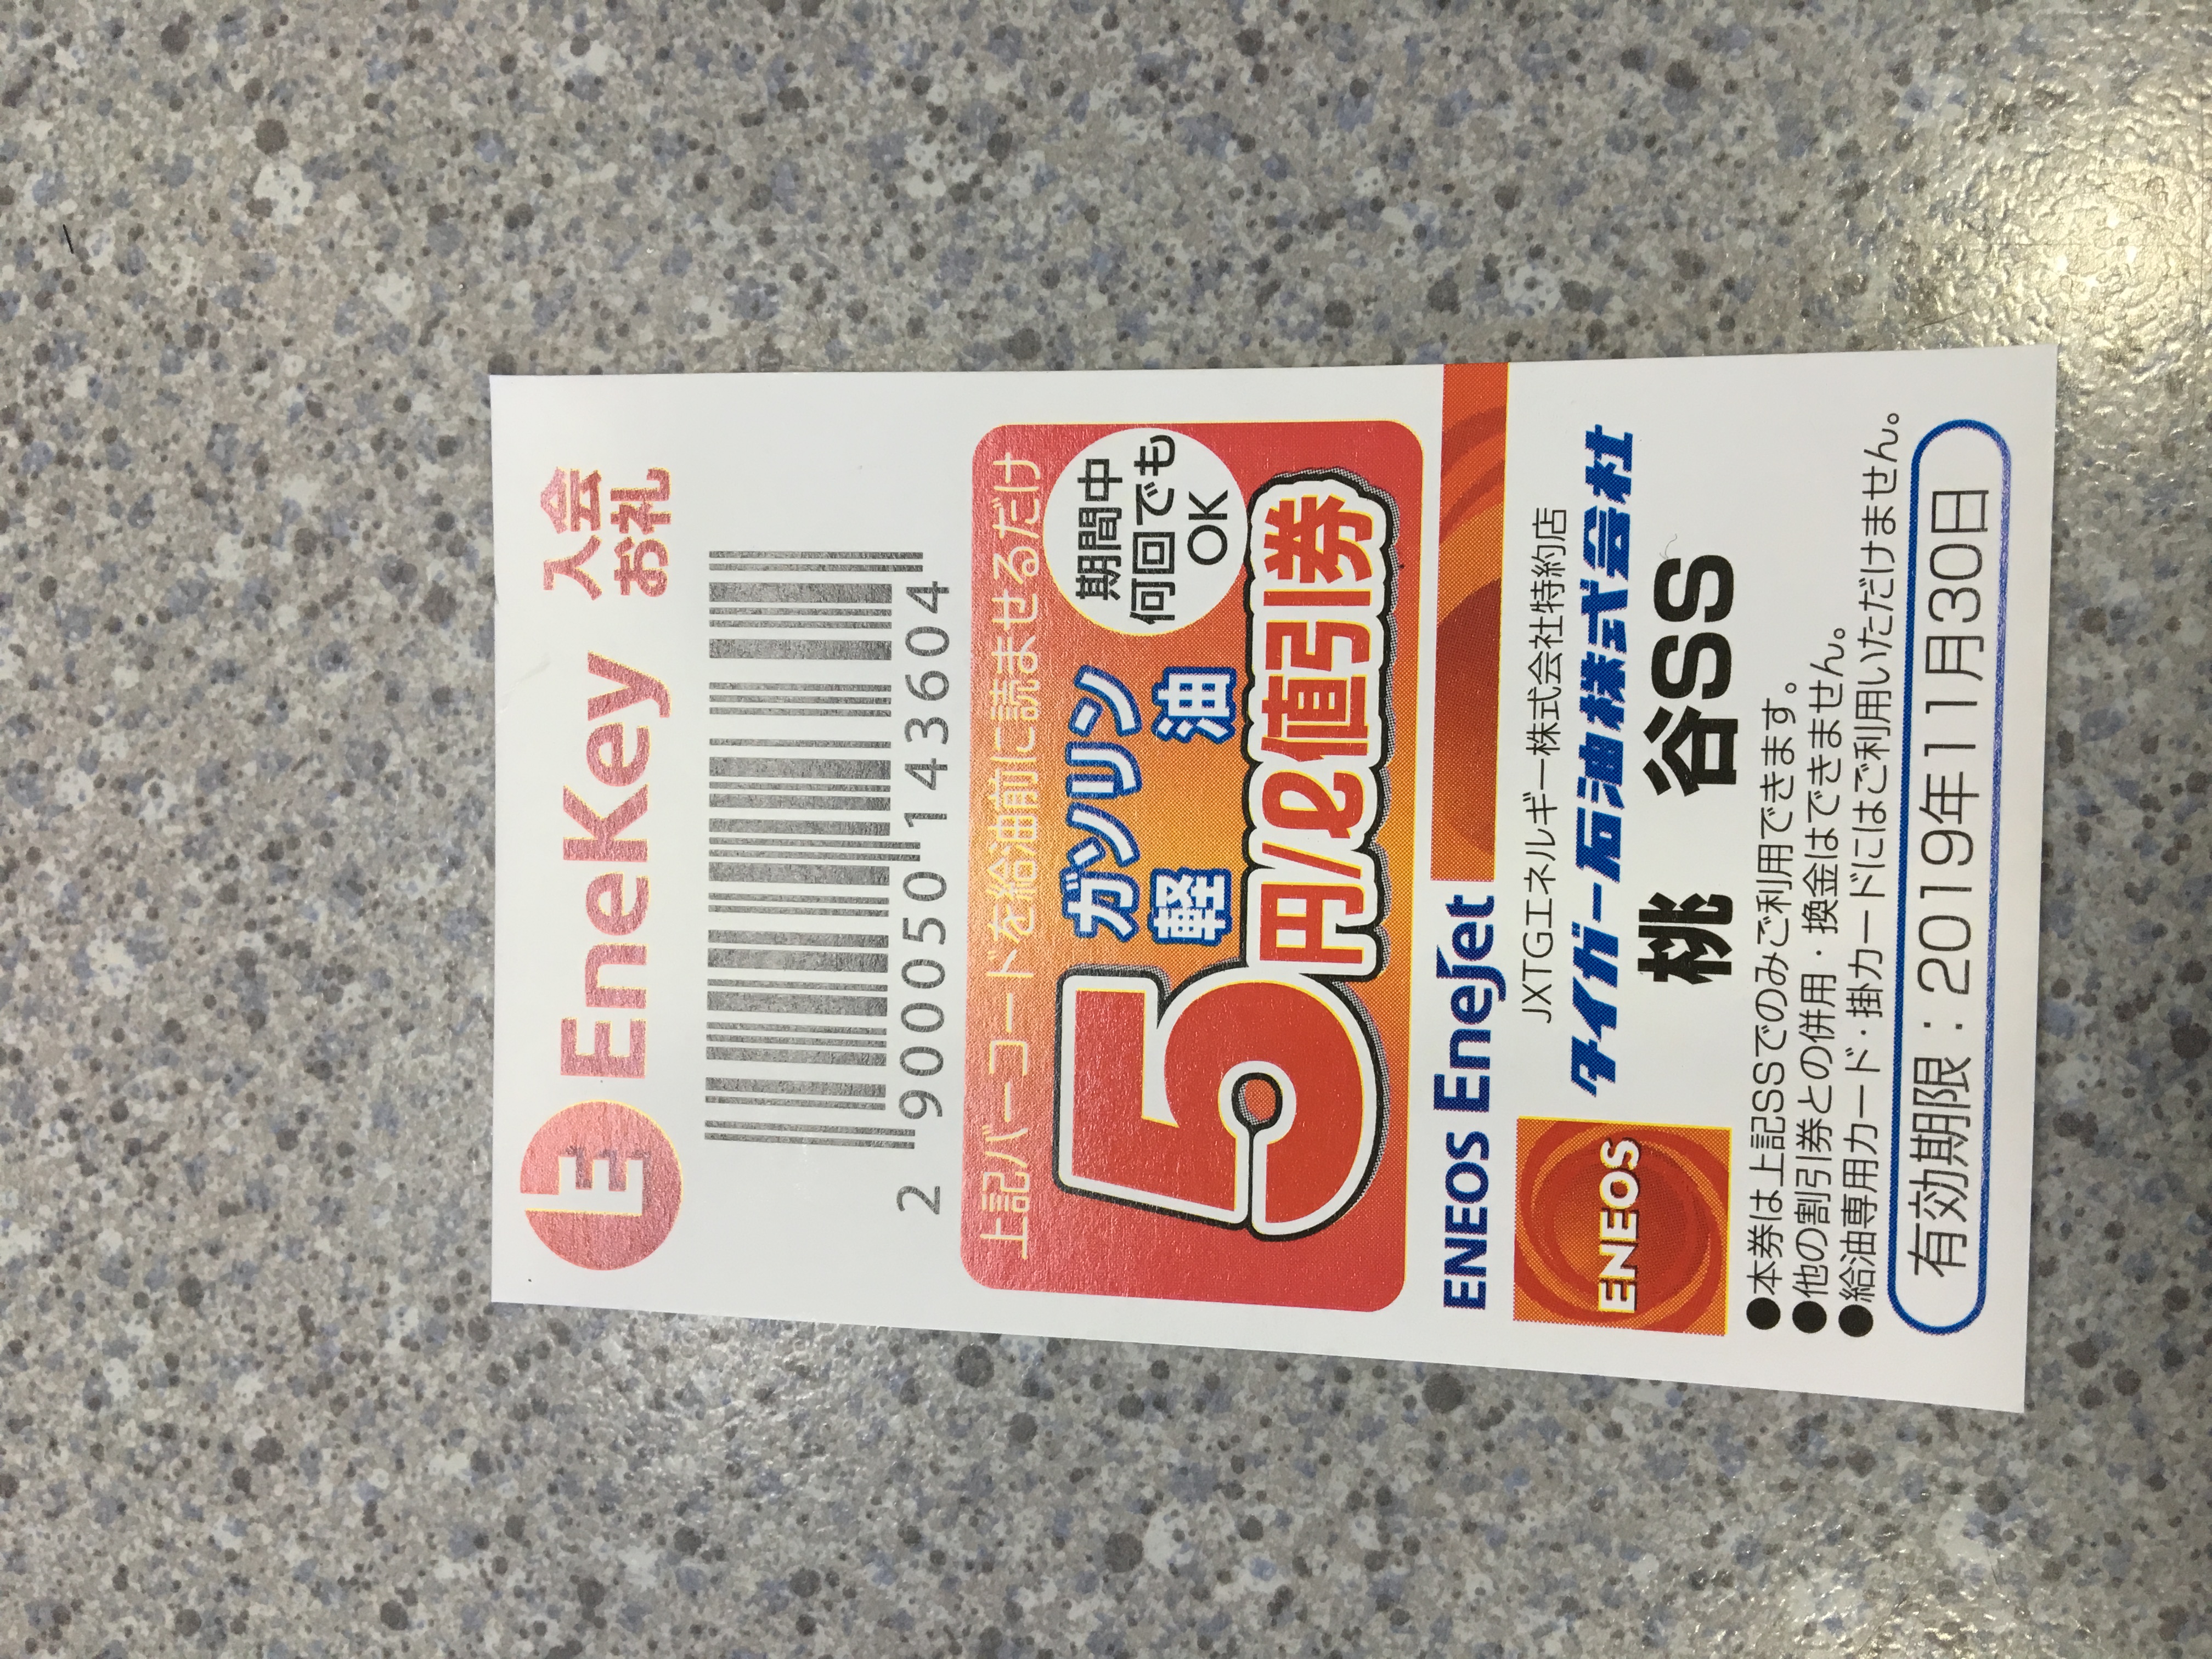 E EneKey 入会
お礼
2 900050 143604
上記バーコードを給油前に読ませるだけ
ガソリン
軽 油
期間中
何回でも
OK
5円/ℓ値引券
ENEOS EneJet
JXTGエネルギー株式会社特約店
タイガー石油株式会社
ENEOS
桃 谷SS
●本券は上記SSでのみご利用できます。
●他の割引券との併用・換金はできません。
●給油専用カード・掛カードにはご利用いただけません。
有効期限：2019年11月30日